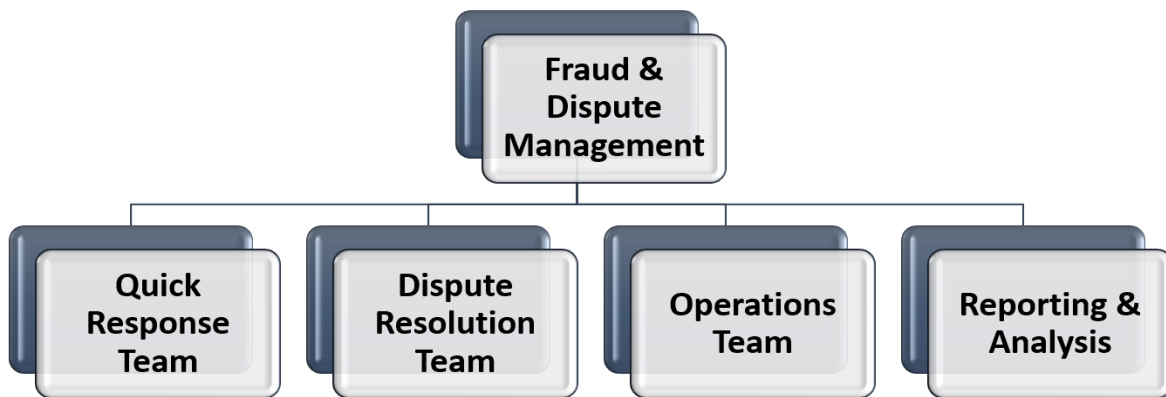 Fraud &
Dispute
Management
Quick
Response
Team
Dispute
Resolution
Team
Operations
Team
Reporting &
Analysis